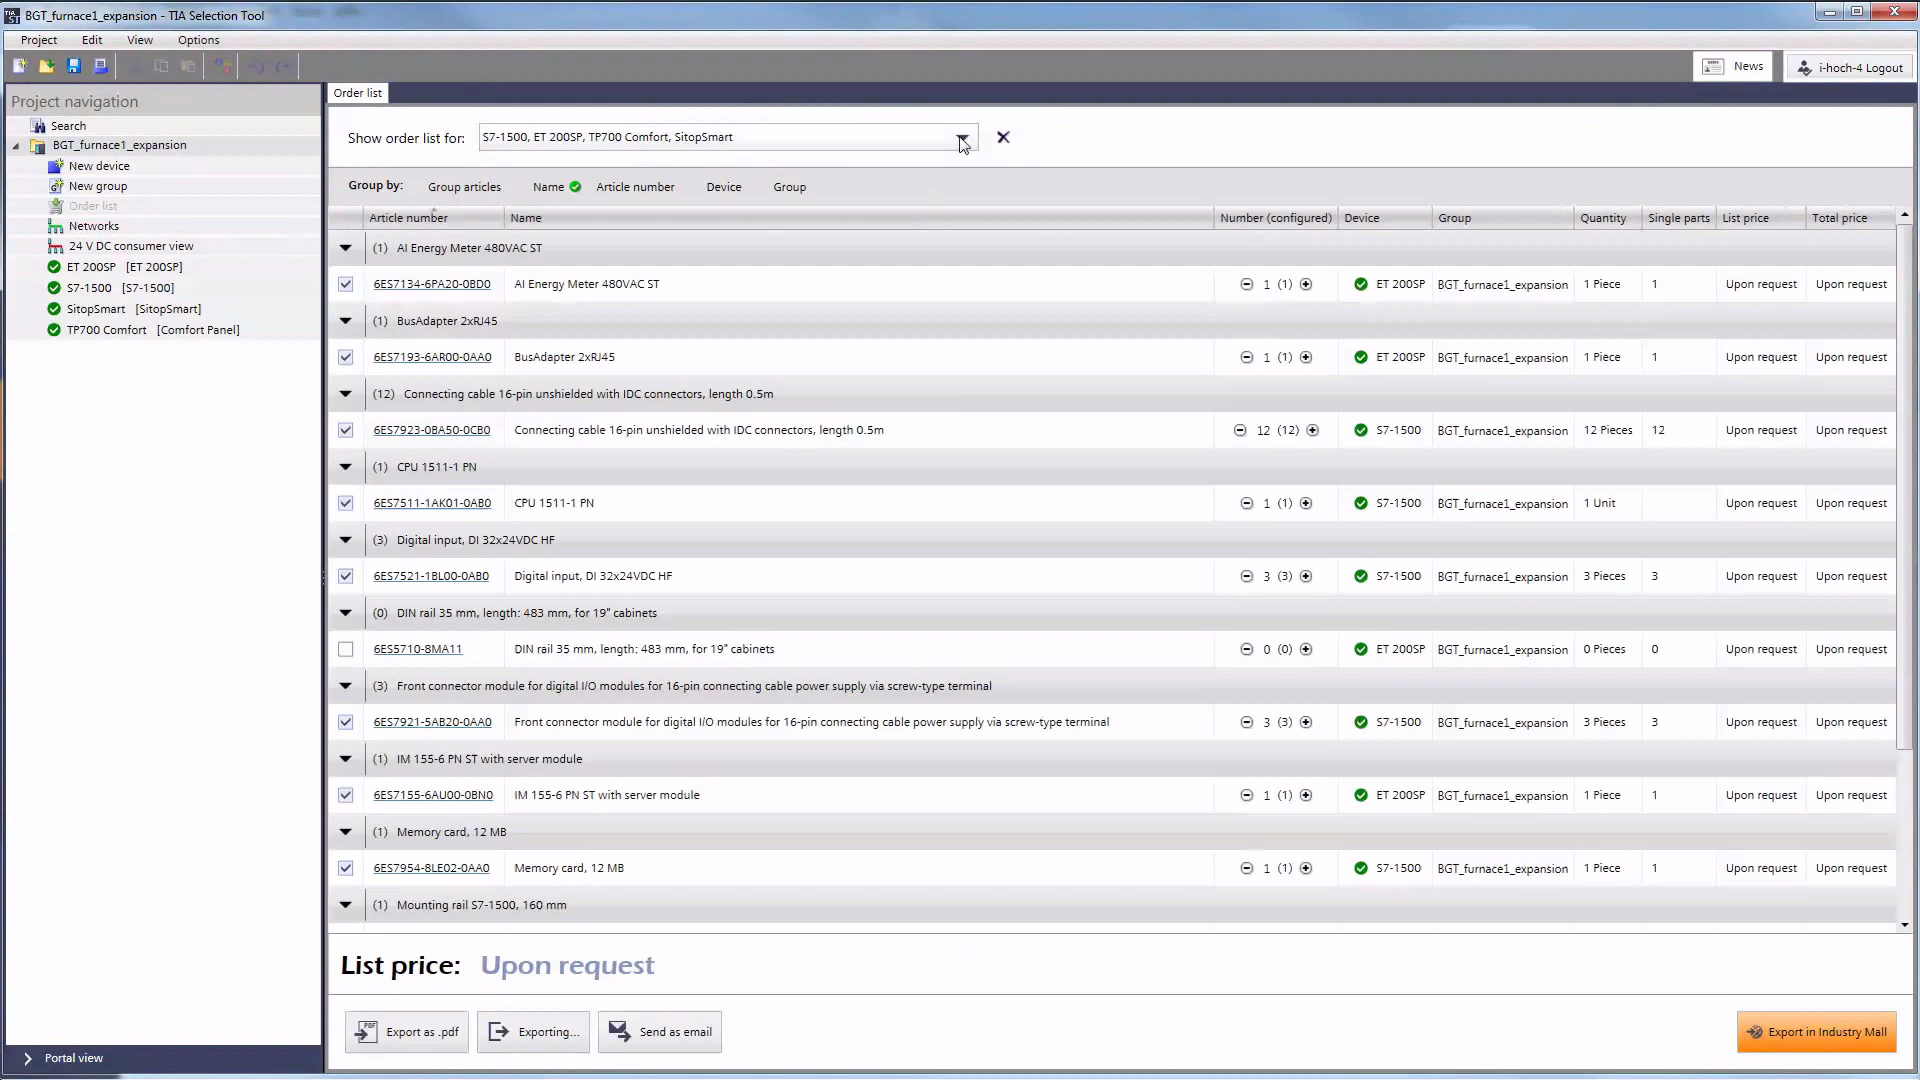 BGT_furnace1_expansion - TIA Selection Tool
Project Edit View Options
News i-hoch-4 Logout
Project navigation
Search
BGT_furnace1_expansion
New device
New group
Order list
Networks
24 V DC consumer view
ET 200SP [ET 200SP]
S7-1500 [S7-1500]
SitopSmart [SitopSmart]
TP700 Comfort [Comfort Panel]
Portal view
Order list
Show order list for: S7-1500, ET 200SP, TP700 Comfort, SitopSmart
Group by: Group articles Name Article number Device Group
Article number Name Number (configured) Device Group Quantity Single parts List price Total price
(1) AI Energy Meter 480VAC ST
6ES7134-6PA20-0BD0 AI Energy Meter 480VAC ST 1 (1) ET 200SP BGT_furnace1_expansion 1 Piece 1 Upon request Upon request
(1) BusAdapter 2xRJ45
6ES7193-6AR00-0AA0 BusAdapter 2xRJ45 1 (1) ET 200SP BGT_furnace1_expansion 1 Piece 1 Upon request Upon request
(12) Connecting cable 16-pin unshielded with IDC connectors, length 0.5m
6ES7923-0BA50-0CB0 Connecting cable 16-pin unshielded with IDC connectors, length 0.5m 12 (12) S7-1500 BGT_furnace1_expansion 12 Pieces 12 Upon request Upon request
(1) CPU 1511-1 PN
6ES7511-1AK01-0AB0 CPU 1511-1 PN 1 (1) S7-1500 BGT_furnace1_expansion 1 Unit Upon request Upon request
(3) Digital input, DI 32x24VDC HF
6ES7521-1BL00-0AB0 Digital input, DI 32x24VDC HF 3 (3) S7-1500 BGT_furnace1_expansion 3 Pieces 3 Upon request Upon request
(0) DIN rail 35 mm, length: 483 mm, for 19" cabinets
6ES5710-8MA11 DIN rail 35 mm, length: 483 mm, for 19" cabinets 0 (0) ET 200SP BGT_furnace1_expansion 0 Pieces 0 Upon request Upon request
(3) Front connector module for digital I/O modules for 16-pin connecting cable power supply via screw-type terminal
6ES7921-5AB20-0AA0 Front connector module for digital I/O modules for 16-pin connecting cable power supply via screw-type terminal 3 (3) S7-1500 BGT_furnace1_expansion 3 Pieces 3 Upon request Upon request
(1) IM 155-6 PN ST with server module
6ES7155-6AU00-0BN0 IM 155-6 PN ST with server module 1 (1) ET 200SP BGT_furnace1_expansion 1 Piece 1 Upon request Upon request
(1) Memory card, 12 MB
6ES7954-8LE02-0AA0 Memory card, 12 MB 1 (1) S7-1500 BGT_furnace1_expansion 1 Piece 1 Upon request Upon request
(1) Mounting rail S7-1500, 160 mm
List price: Upon request
Export as .pdf Exporting... Send as email Export in Industry Mall